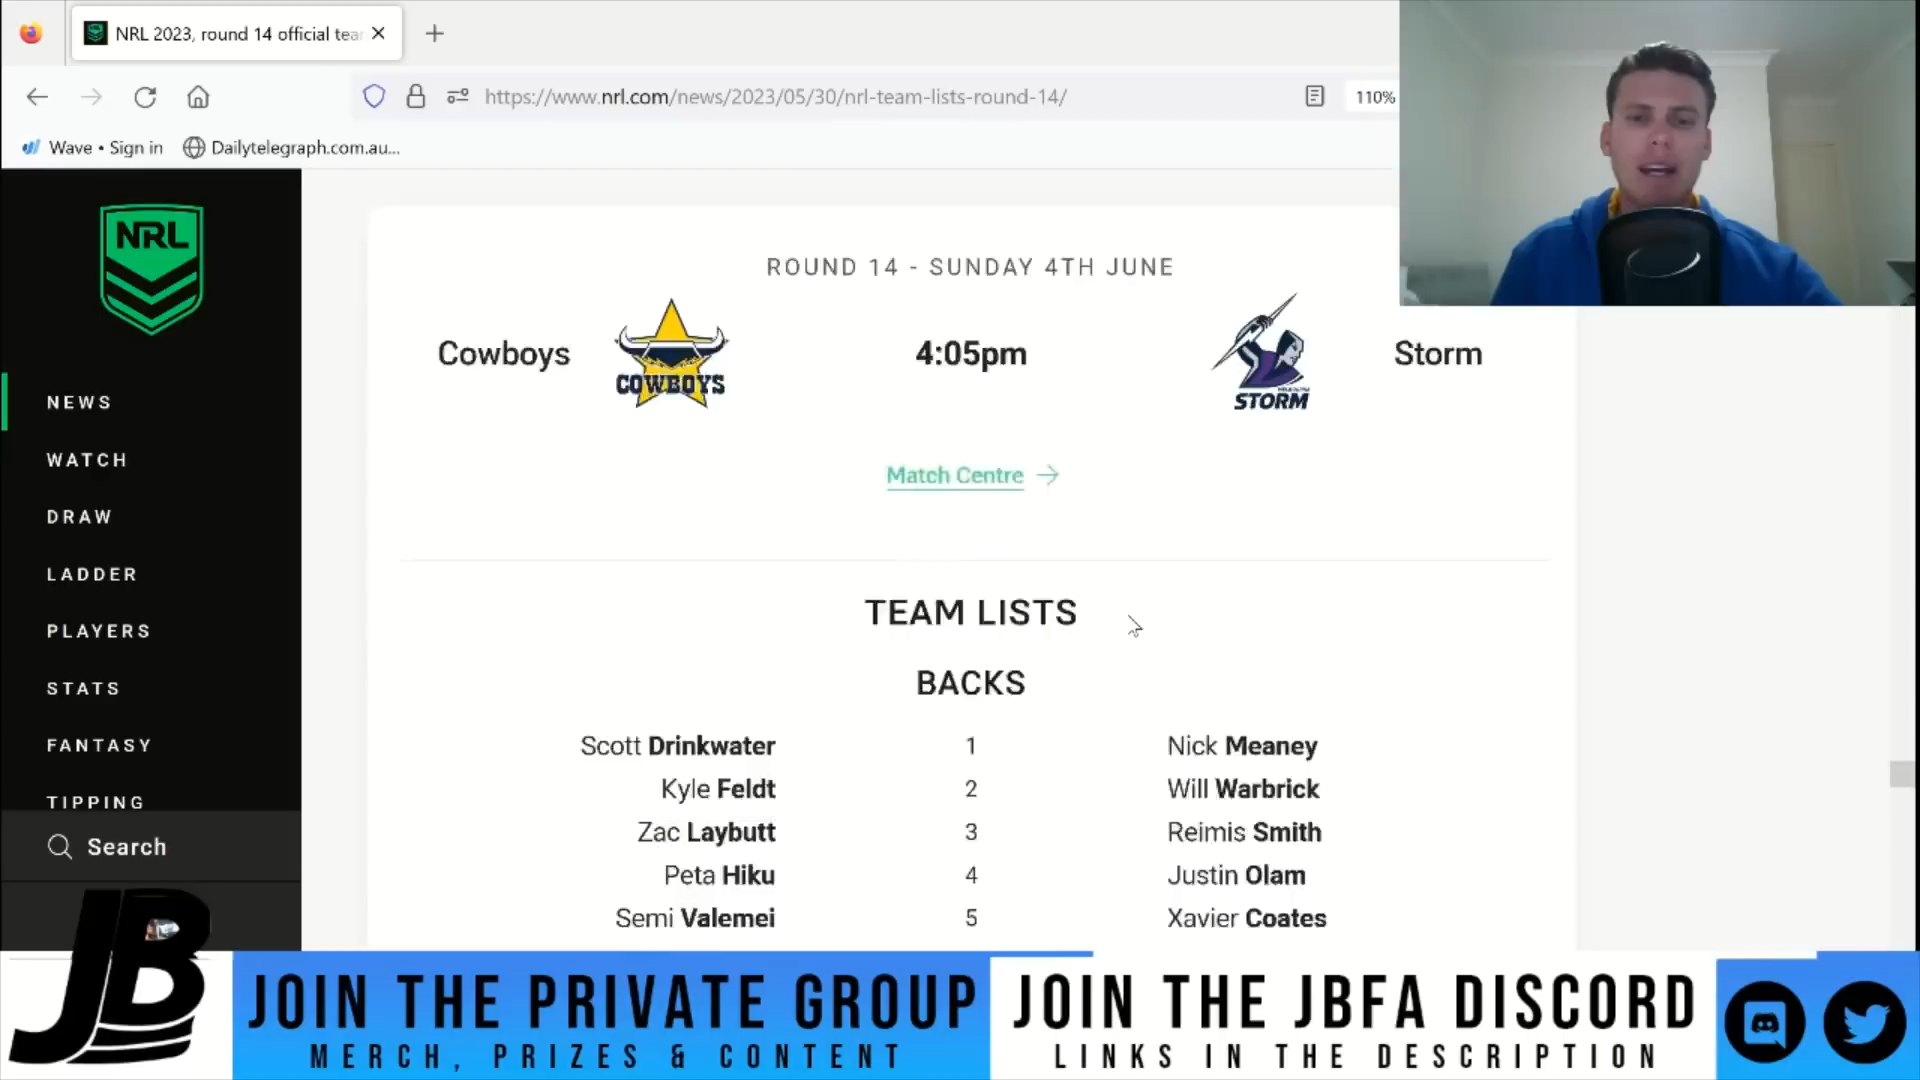 NRL 2023, round 14 official tea
https://www.nrl.com/news/2023/05/30/nrl-team-lists-round-14/
110%
Wave • Sign in
Dailytelegraph.com.au...
NRL
NEWS
WATCH
DRAW
LADDER
PLAYERS
STATS
FANTASY
TIPPING
Search
ROUND 14 - SUNDAY 4TH JUNE
Cowboys
COWBOYS
4:05pm
STORM
Storm
Match Centre
TEAM LISTS
BACKS
Scott Drinkwater 1 Nick Meaney
Kyle Feldt 2 Will Warbrick
Zac Laybutt 3 Reimis Smith
Peta Hiku 4 Justin Olam
Semi Valemei 5 Xavier Coates
JB
JOIN THE PRIVATE GROUP
MERCH, PRIZES & CONTENT
JOIN THE JBFA DISCORD
LINKS IN THE DESCRIPTION